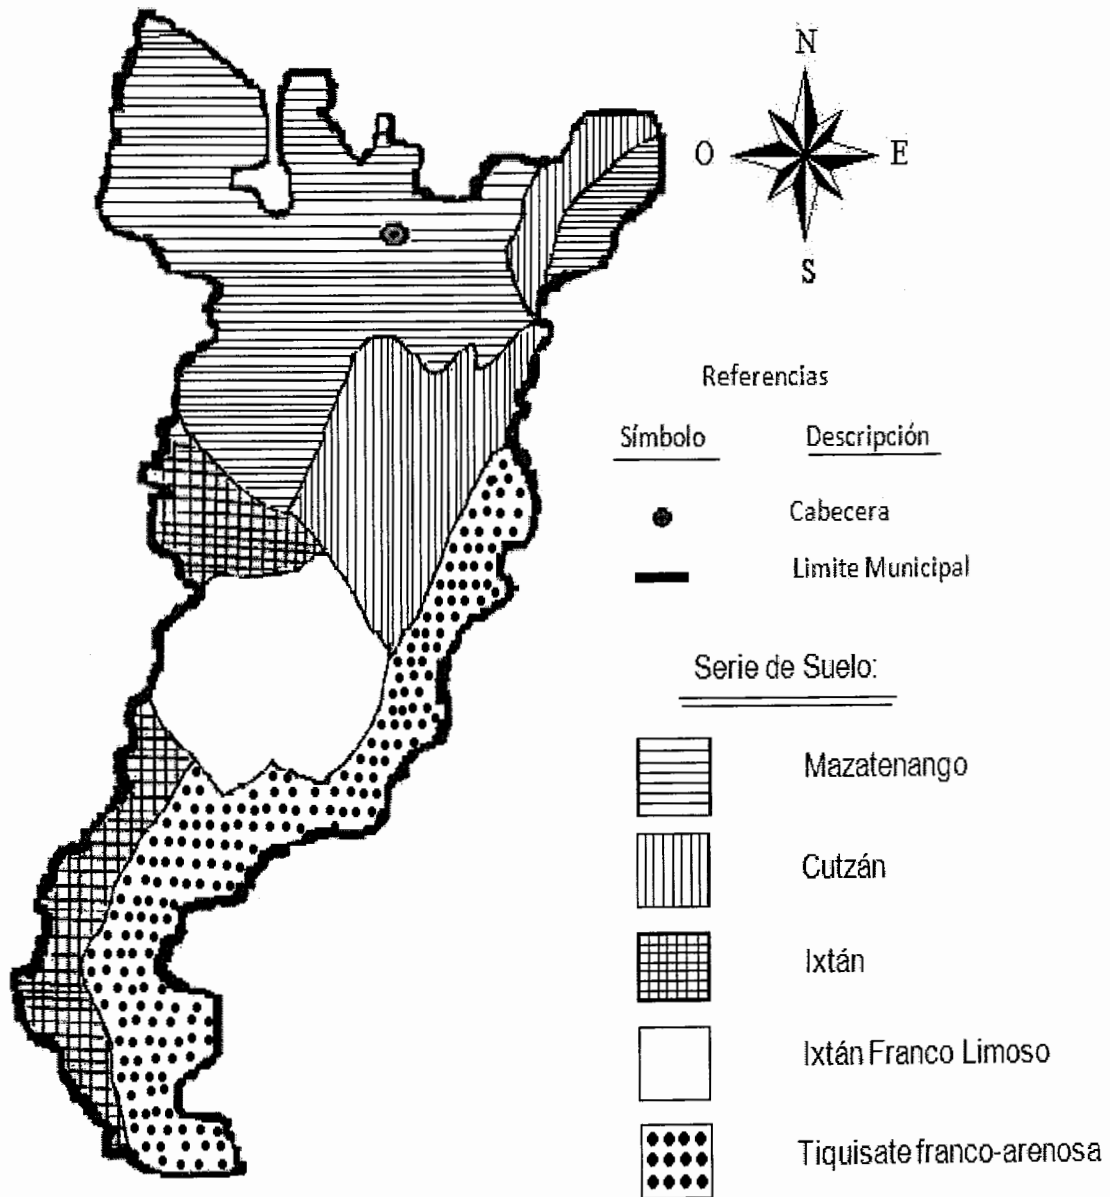 N
O E
S
Referencias
Símbolo Descripción
Cabecera
Limite Municipal
Serie de Suelo:
Mazatenango
Cutzán
Ixtán
Ixtán Franco Limoso
Tiquisate franco-arenosa